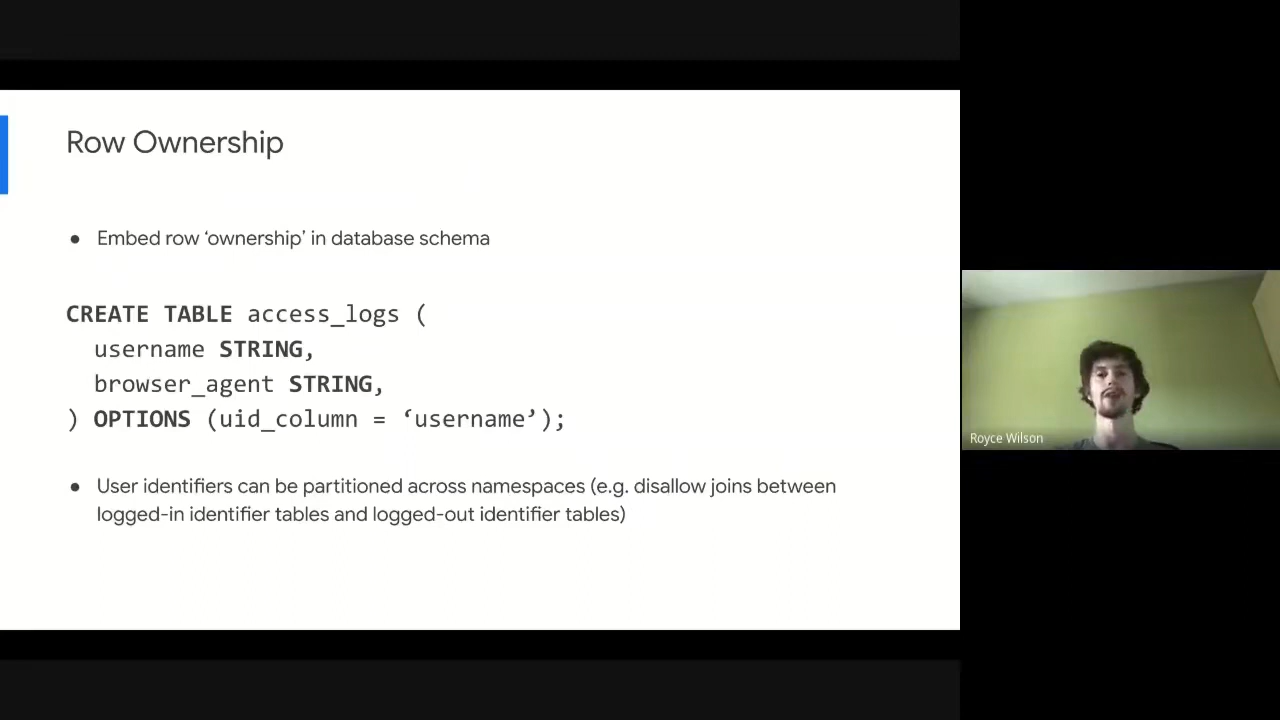 Row Ownership
● Embed row ‘ownership’ in database schema
CREATE TABLE access_logs (
username STRING,
browser_agent STRING,
) OPTIONS (uid_column = ‘username’);
● User identifiers can be partitioned across namespaces (e.g. disallow joins between
logged-in identifier tables and logged-out identifier tables)
Royce Wilson